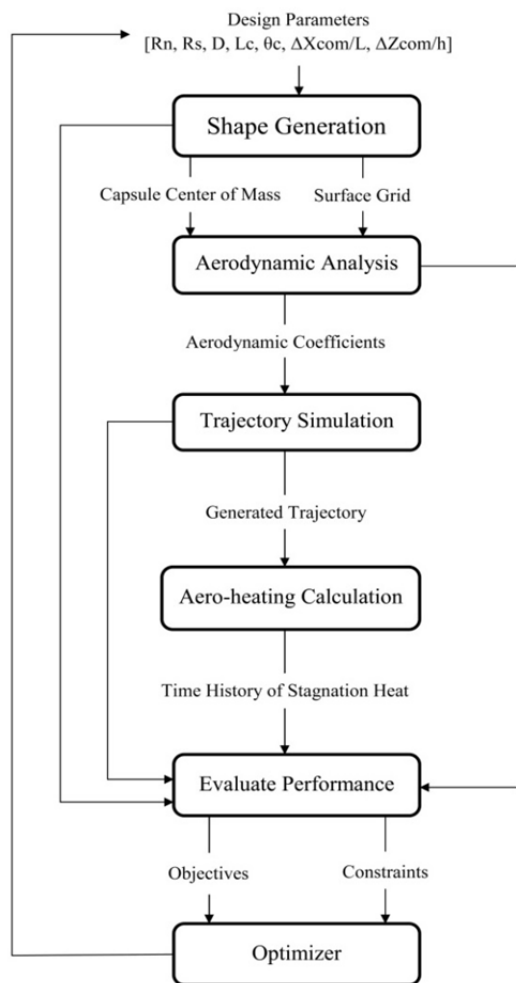 Design Parameters
[Rn, Rs, D, Lc, θc, ΔXcom/L, ΔZcom/h]
Shape Generation
Capsule Center of Mass
Surface Grid
Aerodynamic Analysis
Aerodynamic Coefficients
Trajectory Simulation
Generated Trajectory
Aero-heating Calculation
Time History of Stagnation Heat
Evaluate Performance
Objectives
Constraints
Optimizer